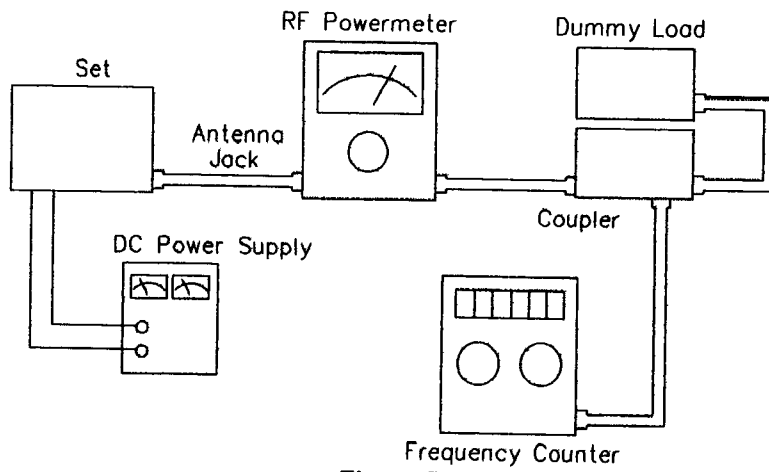 RF Powermeter
Dummy Load
Set
Antenna
Jack
Coupler
DC Power Supply
Frequency Counter